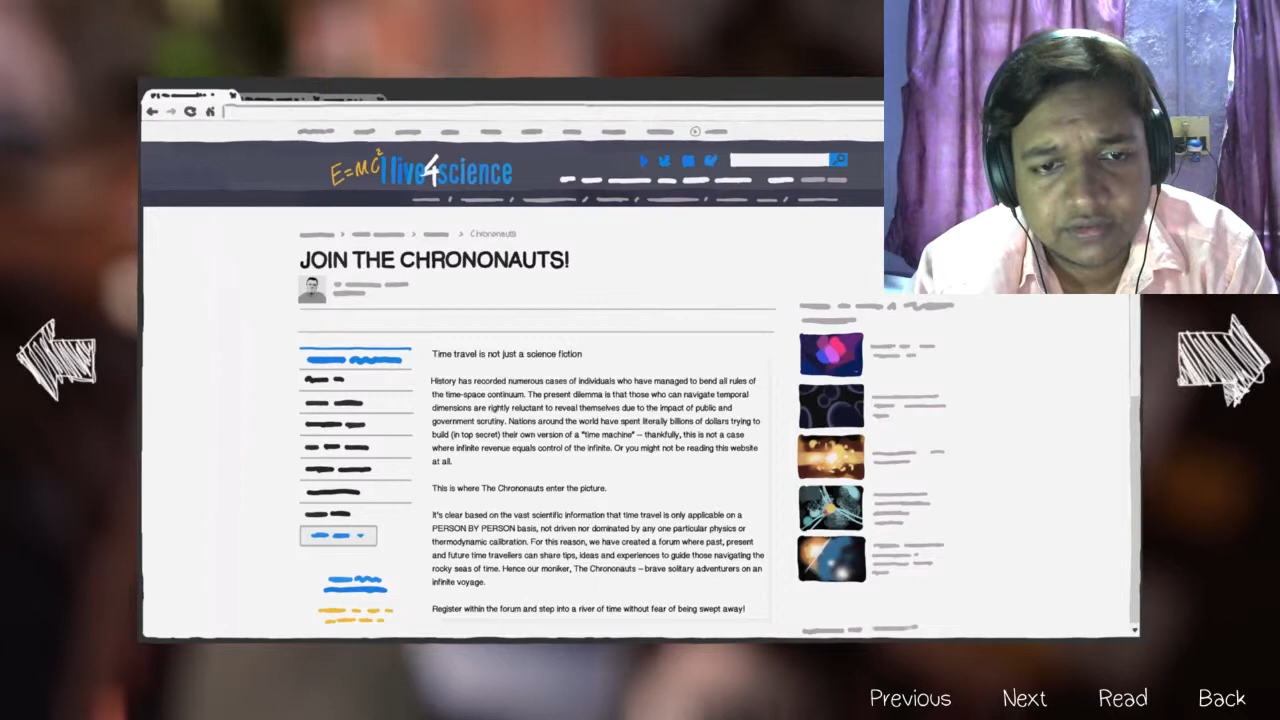 E=MC² I live4science
Chrononauts
JOIN THE CHRONONAUTS!
Time travel is not just a science fiction
History has recorded numerous cases of individuals who have managed to bend all rules of
the time-space continuum. The present dilemma is that those who can navigate temporal
dimensions are rightly reluctant to reveal themselves due to the impact of public and
government scrutiny. Nations around the world have spent literally billions of dollars trying to
build (in top secret) their own version of a "time machine" – thankfully, this is not a case
where infinite revenue equals control of the infinite. Or you might not be reading this website
at all.
This is where The Chrononauts enter the picture.
It's clear based on the vast scientific information that time travel is only applicable on a
PERSON BY PERSON basis, not driven nor dominated by any one particular physics or
thermodynamic calibration. For this reason, we have created a forum where past, present
and future time travellers can share tips, ideas and experiences to guide those navigating the
rocky seas of time. Hence our moniker, The Chrononauts – brave solitary adventurers on an
infinite voyage.
Register within the forum and step into a river of time without fear of being swept away!
Previous Next Read Back